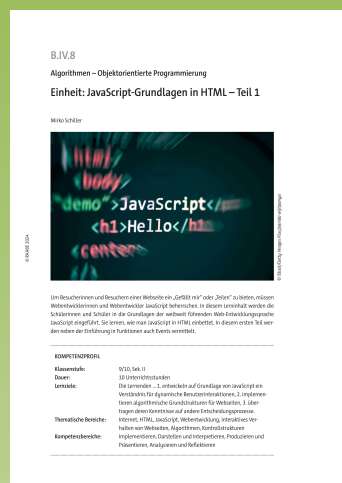 B.IV.8
Algorithmen – Objektorientierte Programmierung
Einheit: JavaScript-Grundlagen in HTML – Teil 1
Mirko Schiller
html/
body/
"demo">JavaScript</
<h1>Hello</h1
<center>
© RAABE 2024
Um Besucherinnen und Besuchern einer Webseite ein „Gefällt mir“ oder „Teilen“ zu bieten, müssen
Webentwicklerinnen und Webentwickler JavaScript beherrschen. In diesem Lerninhalt werden die
Schülerinnen und Schüler in die Grundlagen der weltweit führenden Web-Entwicklungssprache
JavaScript eingeführt. Sie lernen, wie man JavaScript in HTML einbettet. In diesem ersten Teil wer-
den neben der Einführung in Funktionen auch Events vermittelt.
KOMPETENZPROFIL
Klassenstufe: 9/10, Sek. II
Dauer: 10 Unterrichtsstunden
Lernziele: Die Lernenden ... 1. entwickeln auf Grundlage von JavaScript ein
Verständnis für dynamische Benutzerinteraktionen, 2. implemen-
tieren algorithmische Grundstrukturen für Webseiten, 3. über-
tragen deren Kenntnisse auf andere Entscheidungsprozesse.
Thematische Bereiche: Internet, HTML, JavaScript, Webentwicklung, interaktives Ver-
halten von Webseiten, Algorithmen, Kontrollstrukturen
Kompetenzbereiche: Implementieren, Darstellen und Interpretieren, Produzieren und
Präsentieren, Analysieren und Reflektieren